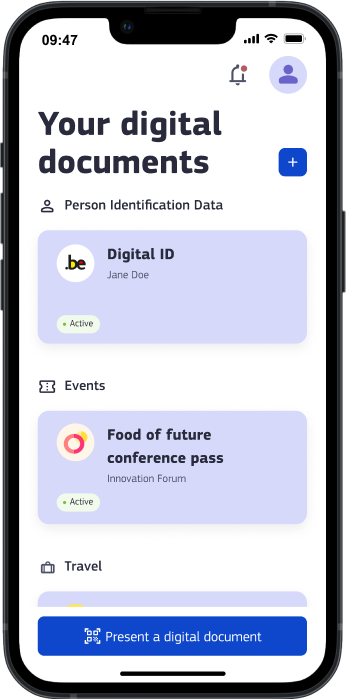 09:47
Your digital
documents
+
Person Identification Data
.be
Digital ID
Jane Doe
Active
Events
Food of future
conference pass
Innovation Forum
Active
Travel
Present a digital document